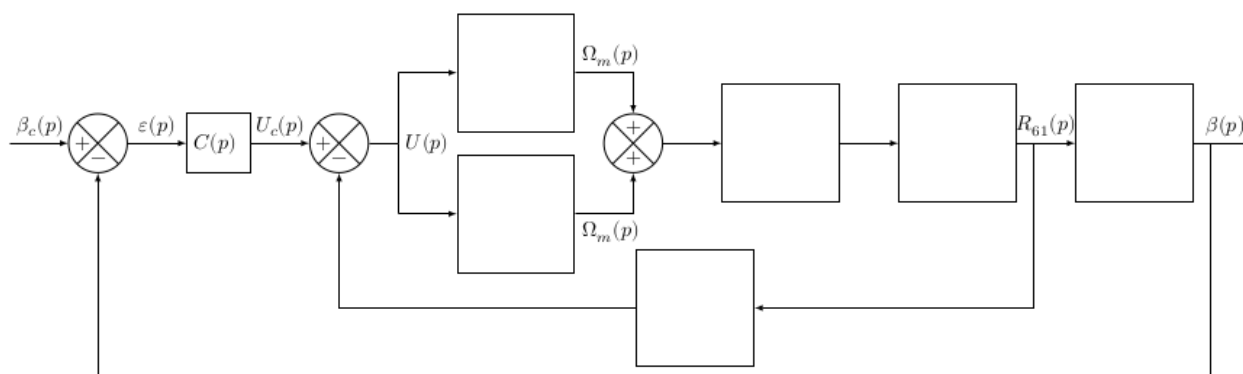 Ω_m(p)
β_c(p)
+
−
ε(p)
C(p)
U_c(p)
+
−
U(p)
+
+
R_61(p)
β(p)
Ω_m(p)